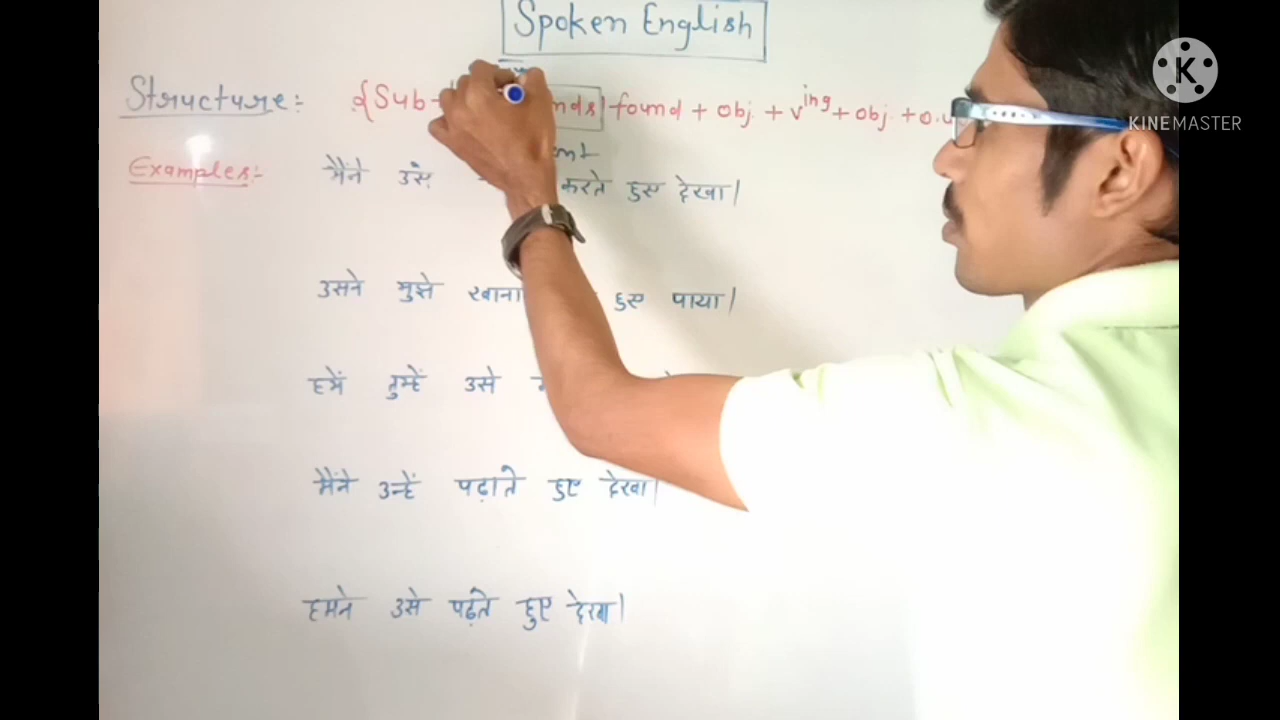 Spoken English
Structure:- {Sub + nds| found + obj. + v ing + obj. + o.w
Examples:- मैंने उसे करते हुए देखा।
उसने मुझे खाना हुए पाया।
हमें तुम्हें उसे
मैंने उन्हें पढ़ाते हुए देखा।
हमने उसे पढ़ते हुए देखा।
K
KINEMASTER